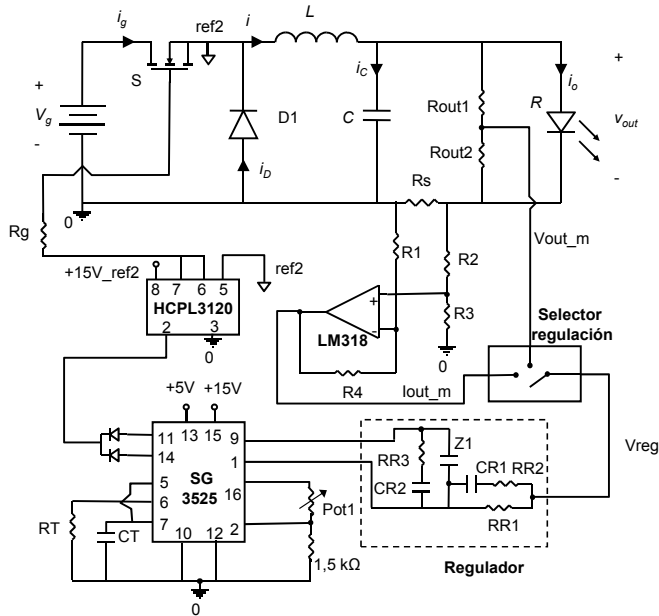 i_g
S
ref2
i
L
+
V_g
-
D1
i_D
i_C
C
Rout1
Rout2
R
i_o
+
v_out
-
0
Rs
Rg
+15V_ref2
ref2
8 7 6 5
HCPL3120
2 3
0
R1
R2
R3
0
+
-
LM318
R4
Vout_m
Iout_m
Selector
regulación
Vreg
+5V +15V
11 13 15 9
14 1
5 SG 16
6 3525
7 10 12 2
RT
CT
0
Pot1
1,5 kΩ
RR3
Z1
CR1 RR2
CR2
RR1
Regulador